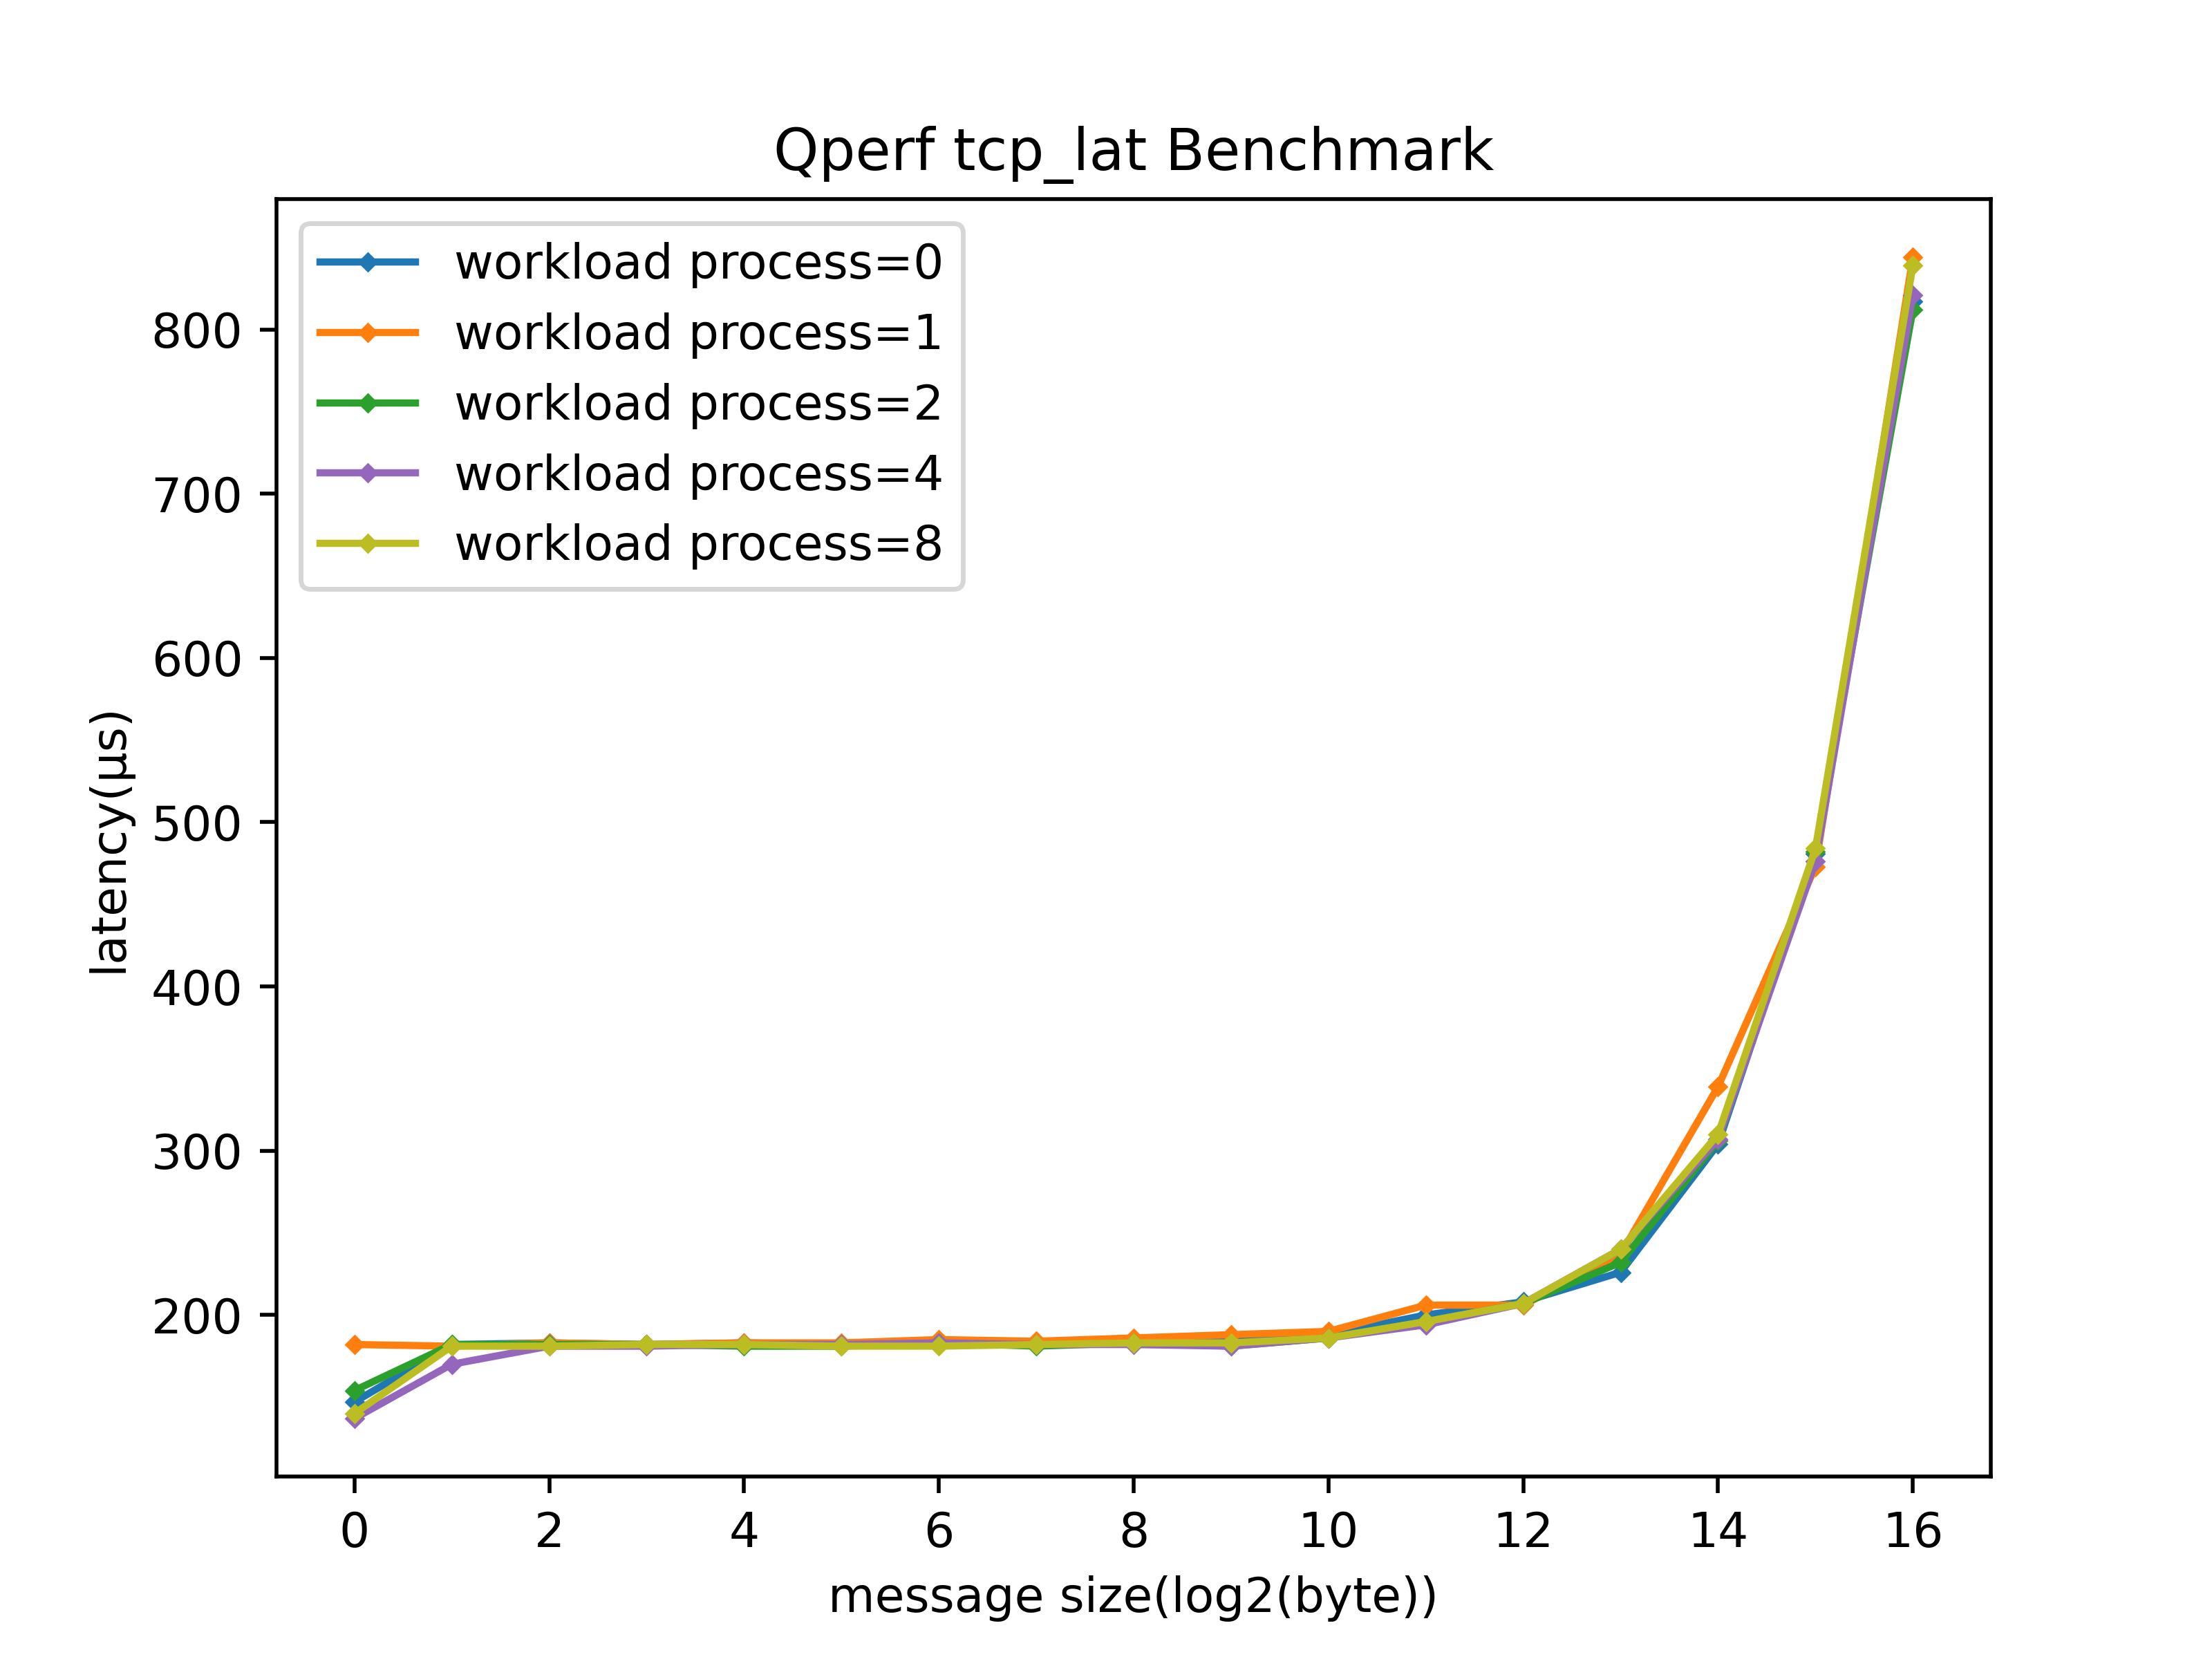 Qperf tcp_lat Benchmark
workload process=0
workload process=1
workload process=2
workload process=4
workload process=8
800
700
600
500
400
300
200
latency(μs)
0 2 4 6 8 10 12 14 16
message size(log2(byte))